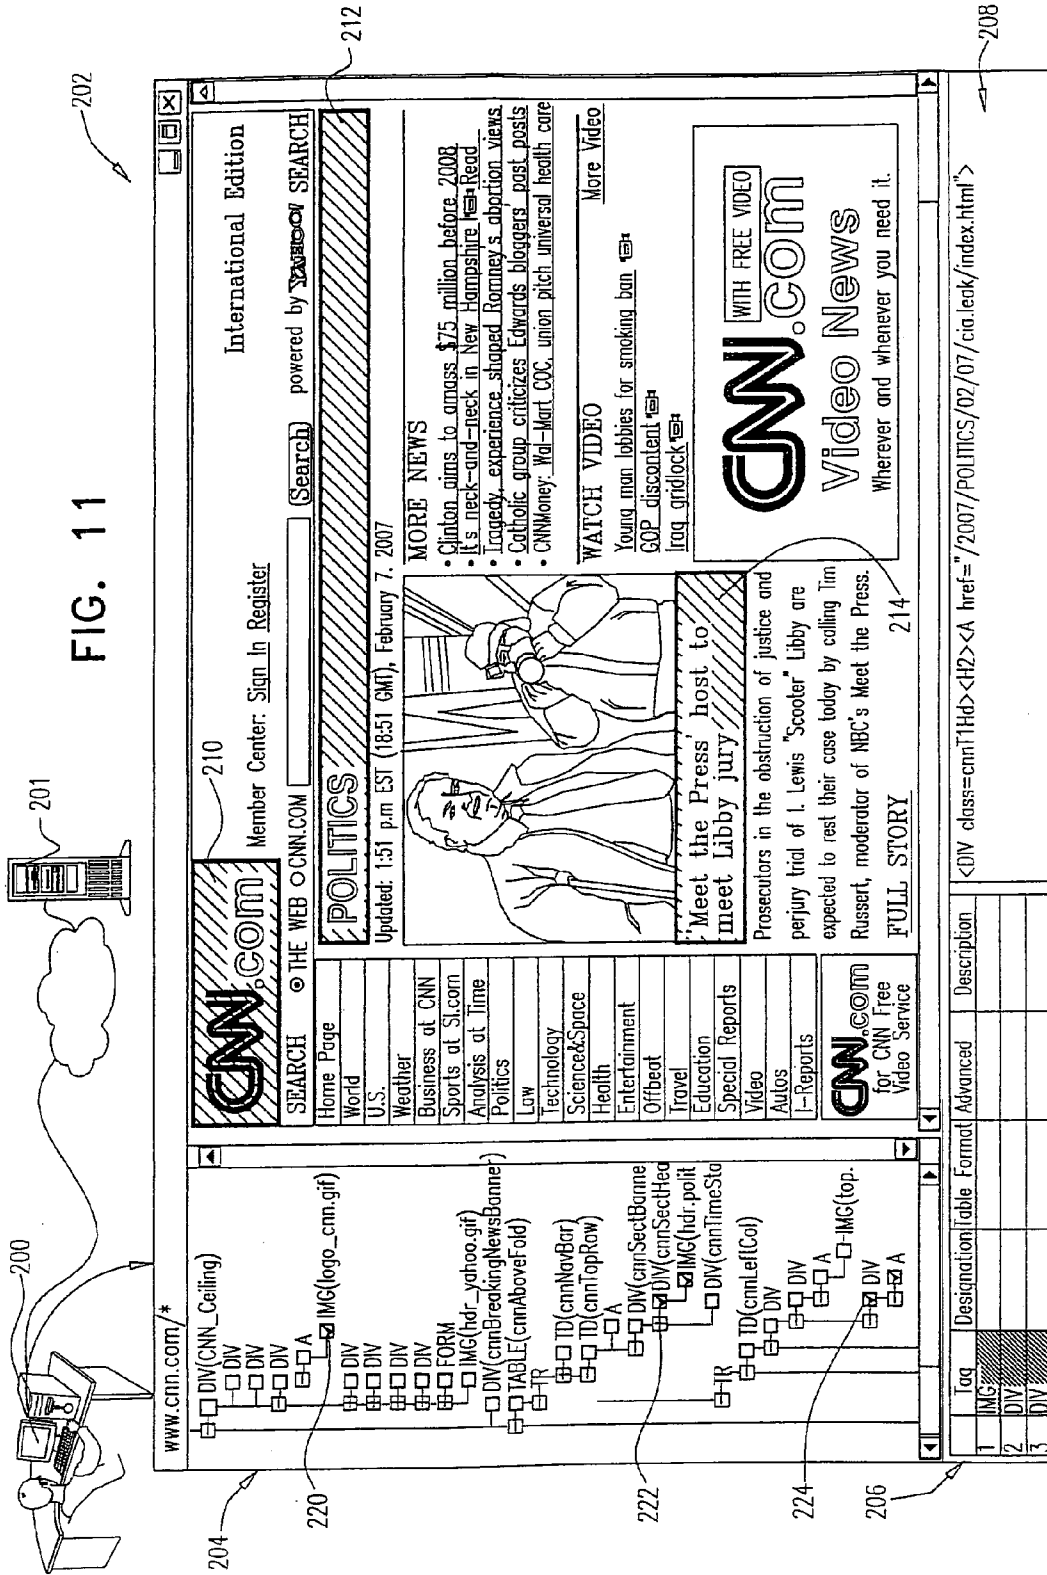 FIG. 11
200
201
202
www.cnn.com/*
204
DIV(CNN_Ceiling)
DIV
DIV
DIV
A
IMG(logo_cnn.gif)
220
DIV
DIV
DIV
DIV
FORM
IMG(hdr_yahoo.gif)
DIV(cnnBreakingNewsBanner)
TABLE(cnnAboveFold)
TR
TD(cnnNavBar)
TD(cnnTopRaw)
A
DIV(cnnSectBanne
DIV(cnnSectHea
IMG(hdr.polit
DIV(cnnTimeSta
222
TR
TD(cnnLeftCol)
DIV
DIV
A
IMG(top.
DIV
A
224
206
210
CNN.com
Member Center: Sign In Register
International Edition
SEARCH THE WEB CNN.COM Search powered by YAHOO! SEARCH
Home Page
World
U.S.
Weather
Business at CNN
Sports at SI.com
Analysis at Time
Politics
Law
Technology
Science&Space
Health
Entertainment
Offbeat
Travel
Education
Special Reports
Video
Autos
I-Reports
CNN.com
for CNN Free
Video Service
POLITICS
212
Updated: 1:51 p.m EST (18:51 GMT), February 7. 2007
'Meet the Press' host to
meet Libby jury
214
Prosecutors in the obstruction of justice and
perjury trial of I. Lewis "Scooter" Libby are
expected to rest their case today by calling Tim
Russert, moderator of NBC's Meet the Press.
FULL STORY
MORE NEWS
• Clinton aims to amass $75 million before 2008
• It's neck-and-neck in New Hampshire Read
• Tragedy, experience shaped Romney's abortion views
• Catholic group criticizes Edwards bloggers' past posts
• CNNMoney: Wal-Mart COC, union pitch universal health care
WATCH VIDEO More Video
Young man lobbies for smoking ban
GOP discontent
Iraq gridlock
WITH FREE VIDEO
CNN.com
Video News
Wherever and whenever you need it.
Tag Designation Table Format Advanced Description
1 IMG
2 DIV
3 DIV
<DIV class=cnnT1Hd><H2><A href="/2007/POLITICS/02/07/cia.leak/index.html">
208